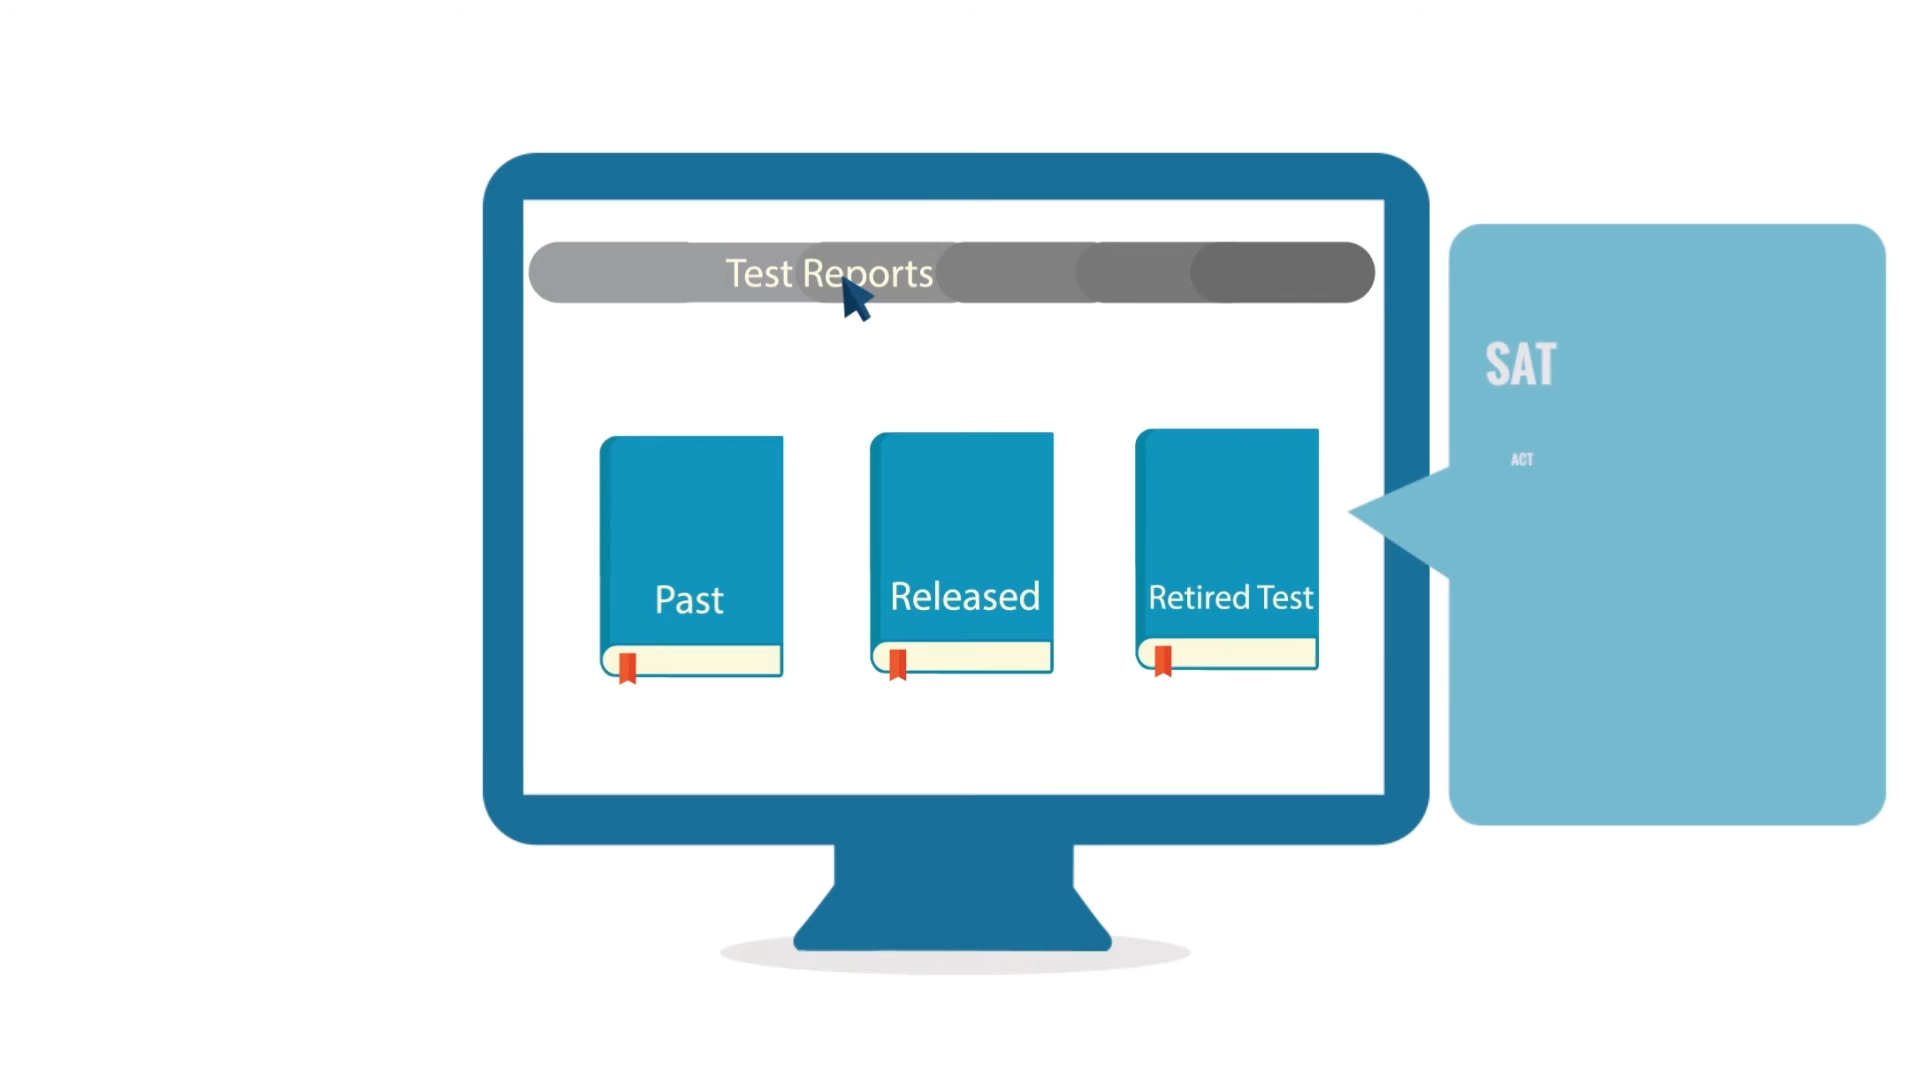 Test Reports
Past
Released
Retired Test
SAT
ACT